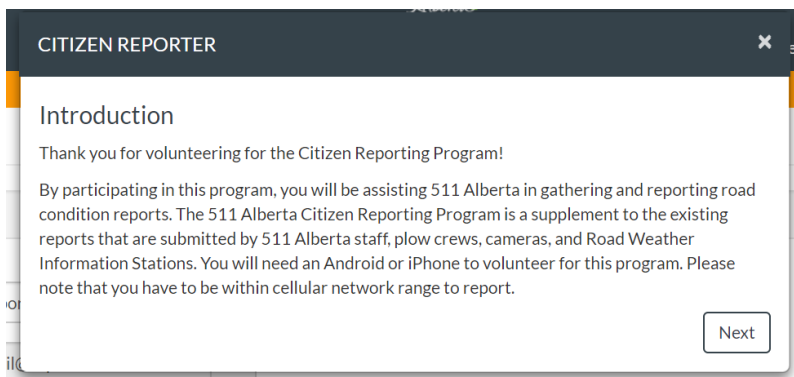 CITIZEN REPORTER
×
Introduction
Thank you for volunteering for the Citizen Reporting Program!
By participating in this program, you will be assisting 511 Alberta in gathering and reporting road
condition reports. The 511 Alberta Citizen Reporting Program is a supplement to the existing
reports that are submitted by 511 Alberta staff, plow crews, cameras, and Road Weather
Information Stations. You will need an Android or iPhone to volunteer for this program. Please
note that you have to be within cellular network range to report.
Next